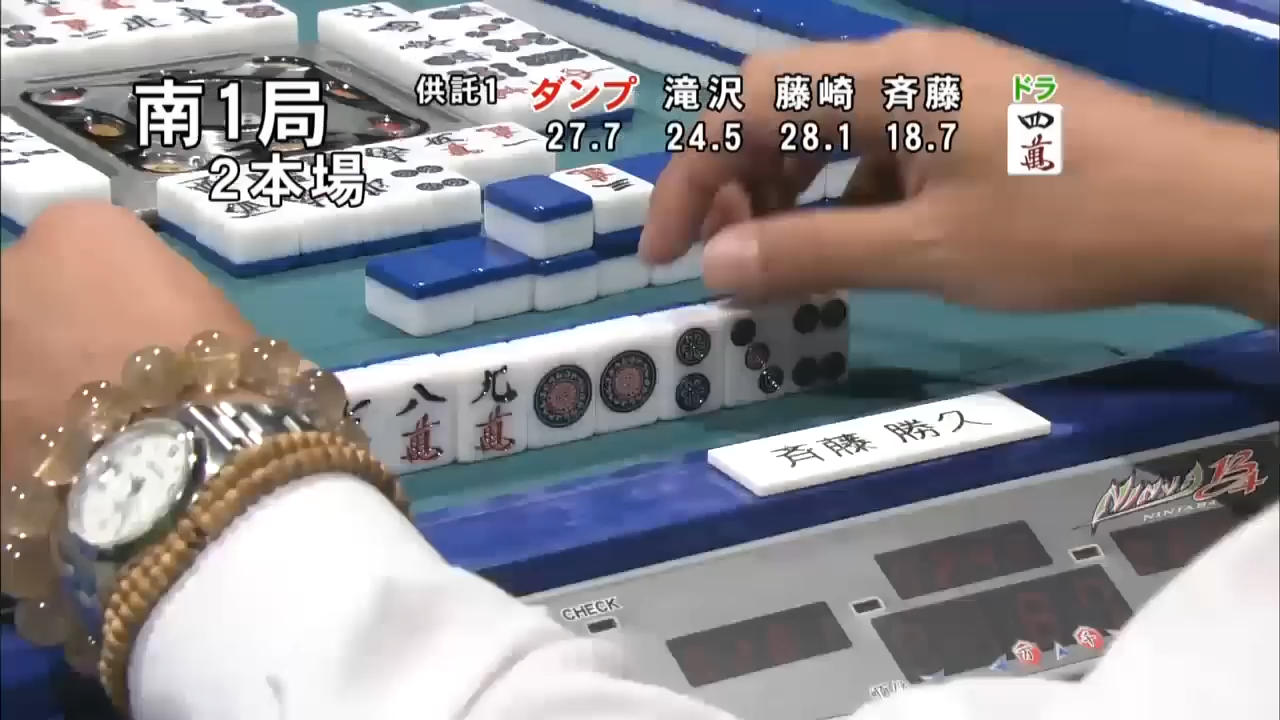 南1局
2本場
供託1
ダンプ 滝沢 藤崎 斉藤
27.7 24.5 28.1 18.7
ドラ
四萬
八萬
九萬
斉藤 勝久
CHECK